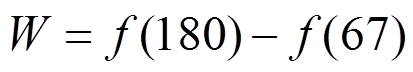 W = f(180) − f(67)